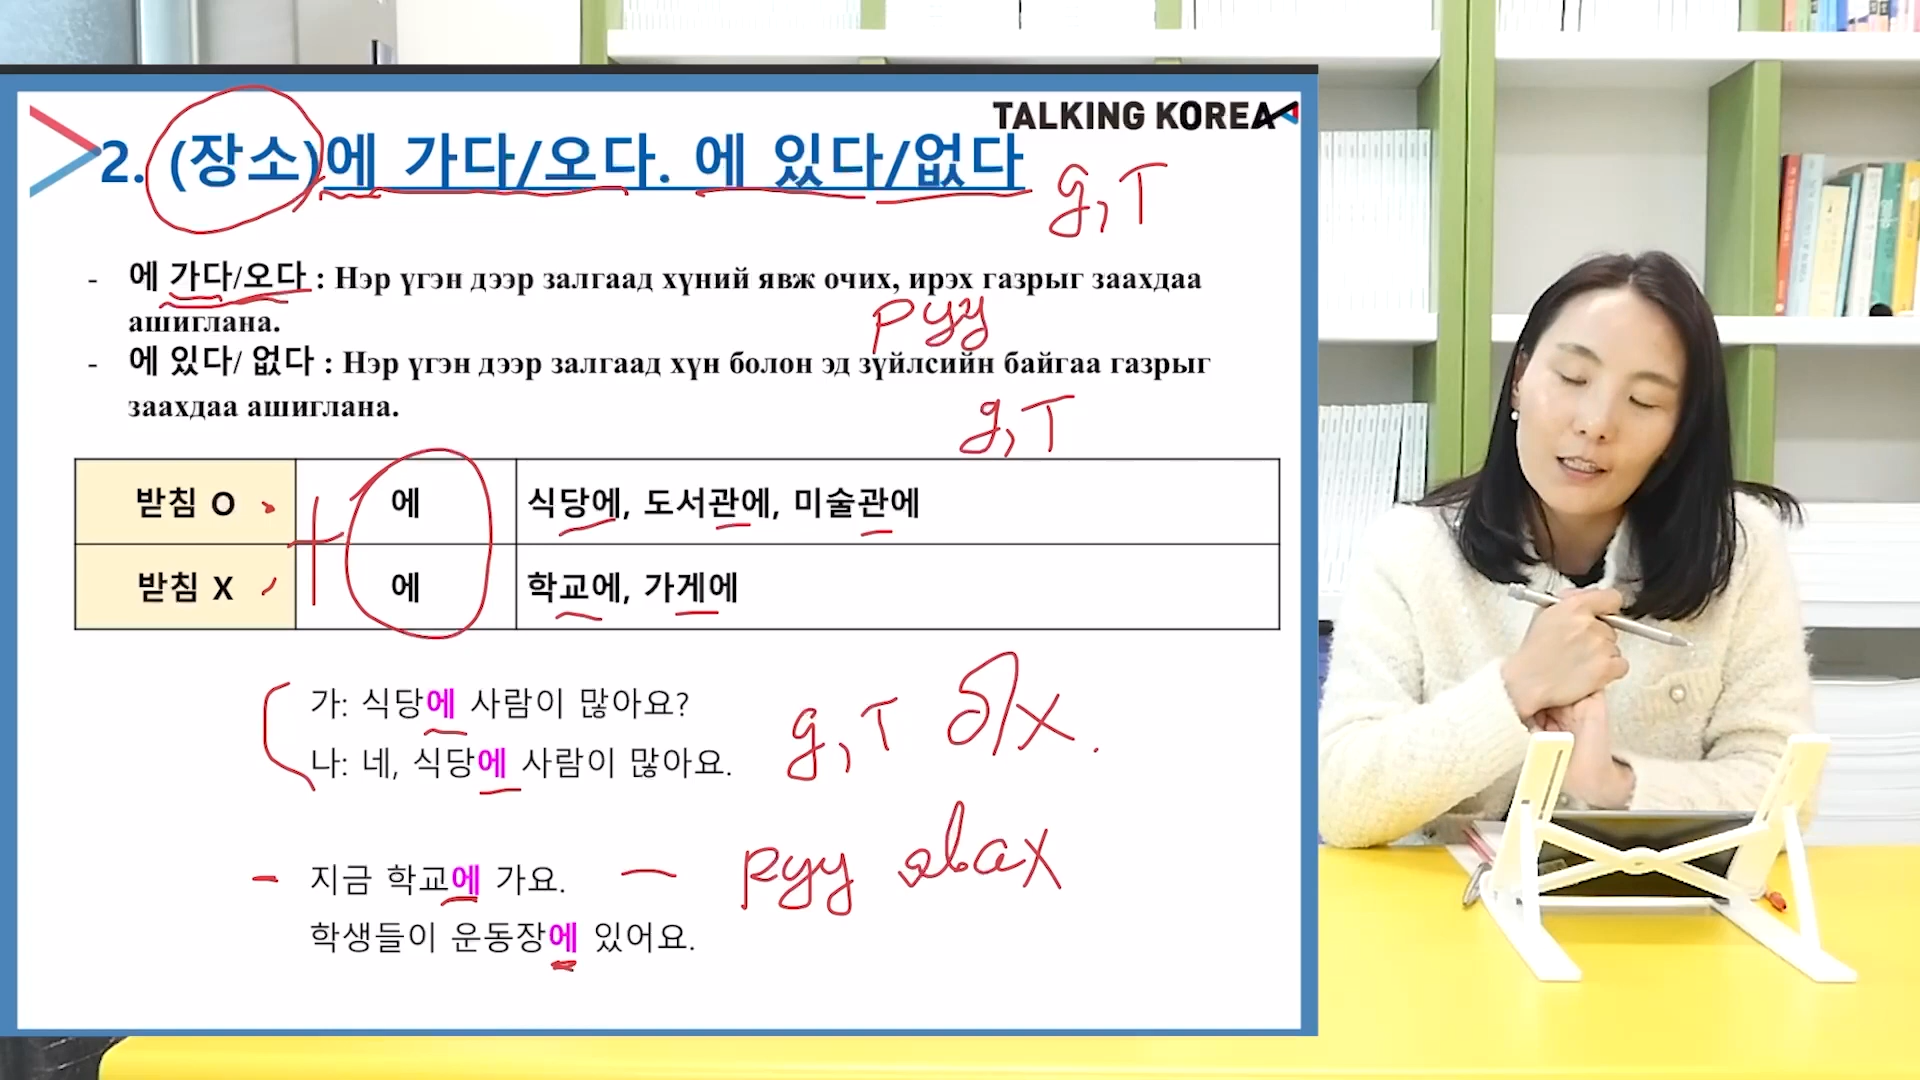 TALKING KOREA
2. (장소)에 가다/오다. 에 있다/없다
д, т
- 에 가다/오다 : Нэр үгэн дээр залгаад хүний явж очих, ирэх газрыг заахдаа
ашиглана.
руу
- 에 있다/ 없다 : Нэр үгэн дээр залгаад хүн болон эд зүйлсийн байгаа газрыг
заахдаа ашиглана.
д, т
받침 O + 에 식당에, 도서관에, 미술관에
받침 X 에 학교에, 가게에
가: 식당에 사람이 많아요?
나: 네, 식당에 사람이 많아요.
д, т
- 지금 학교에 가요. — руу явах
학생들이 운동장에 있어요.